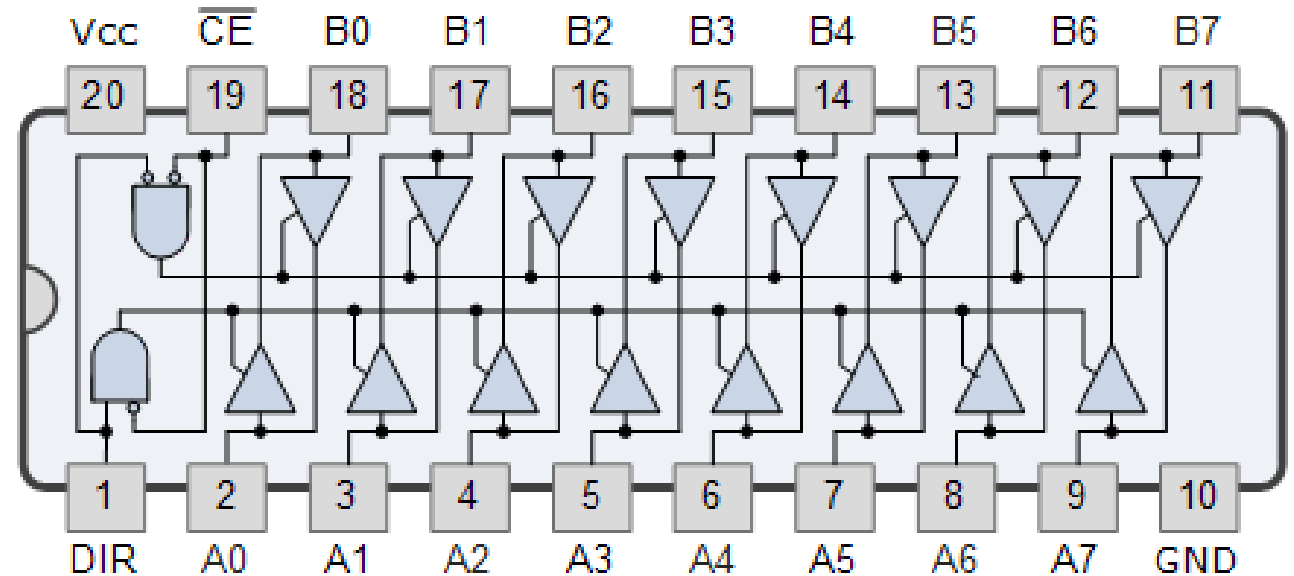 Vcc C̅E̅ B0 B1 B2 B3 B4 B5 B6 B7
20 19 18 17 16 15 14 13 12 11
1 2 3 4 5 6 7 8 9 10
DIR A0 A1 A2 A3 A4 A5 A6 A7 GND